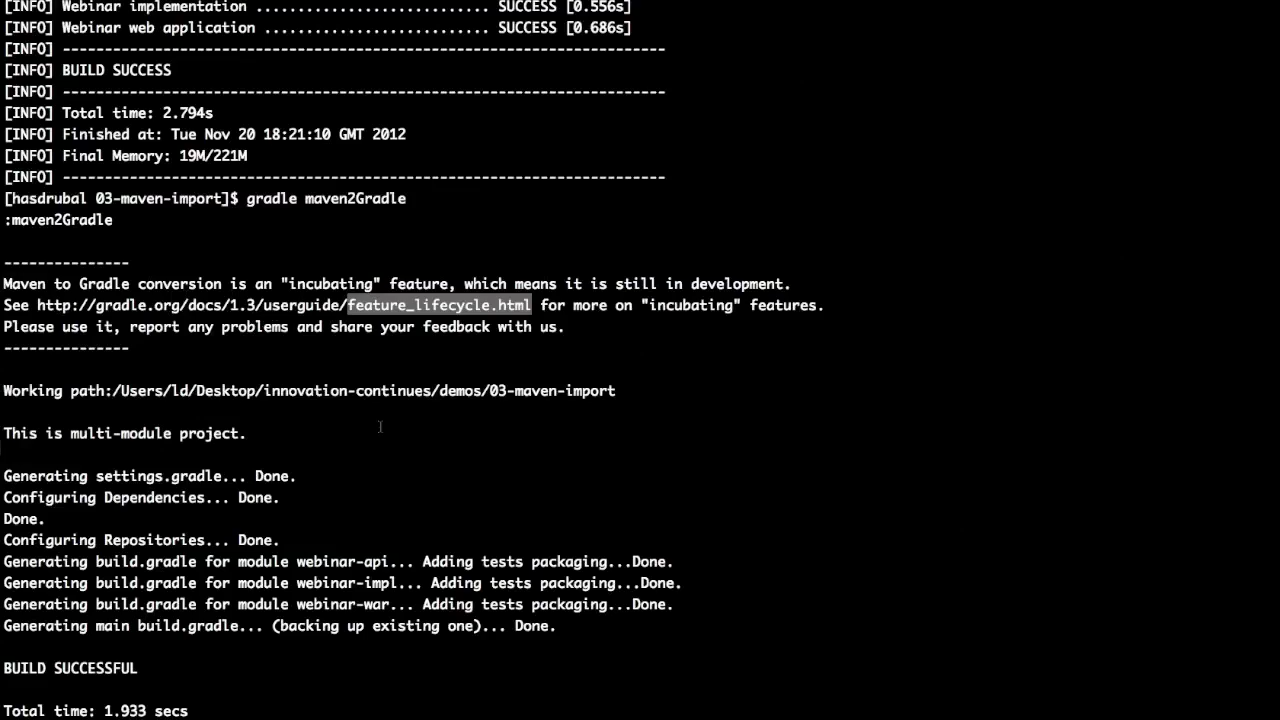 [INFO] Webinar implementation ............................ SUCCESS [0.556s]
[INFO] Webinar web application ........................... SUCCESS [0.686s]
[INFO] ------------------------------------------------------------------------
[INFO] BUILD SUCCESS
[INFO] ------------------------------------------------------------------------
[INFO] Total time: 2.794s
[INFO] Finished at: Tue Nov 20 18:21:10 GMT 2012
[INFO] Final Memory: 19M/221M
[INFO] ------------------------------------------------------------------------
[hasdrubal 03-maven-import]$ gradle maven2Gradle
:maven2Gradle
---------------
Maven to Gradle conversion is an "incubating" feature, which means it is still in development.
See http://gradle.org/docs/1.3/userguide/feature_lifecycle.html for more on "incubating" features.
Please use it, report any problems and share your feedback with us.
---------------
Working path:/Users/ld/Desktop/innovation-continues/demos/03-maven-import
This is multi-module project.
Generating settings.gradle... Done.
Configuring Dependencies... Done.
Done.
Configuring Repositories... Done.
Generating build.gradle for module webinar-api... Adding tests packaging...Done.
Generating build.gradle for module webinar-impl... Adding tests packaging...Done.
Generating build.gradle for module webinar-war... Adding tests packaging...Done.
Generating main build.gradle... (backing up existing one)... Done.
BUILD SUCCESSFUL
Total time: 1.933 secs